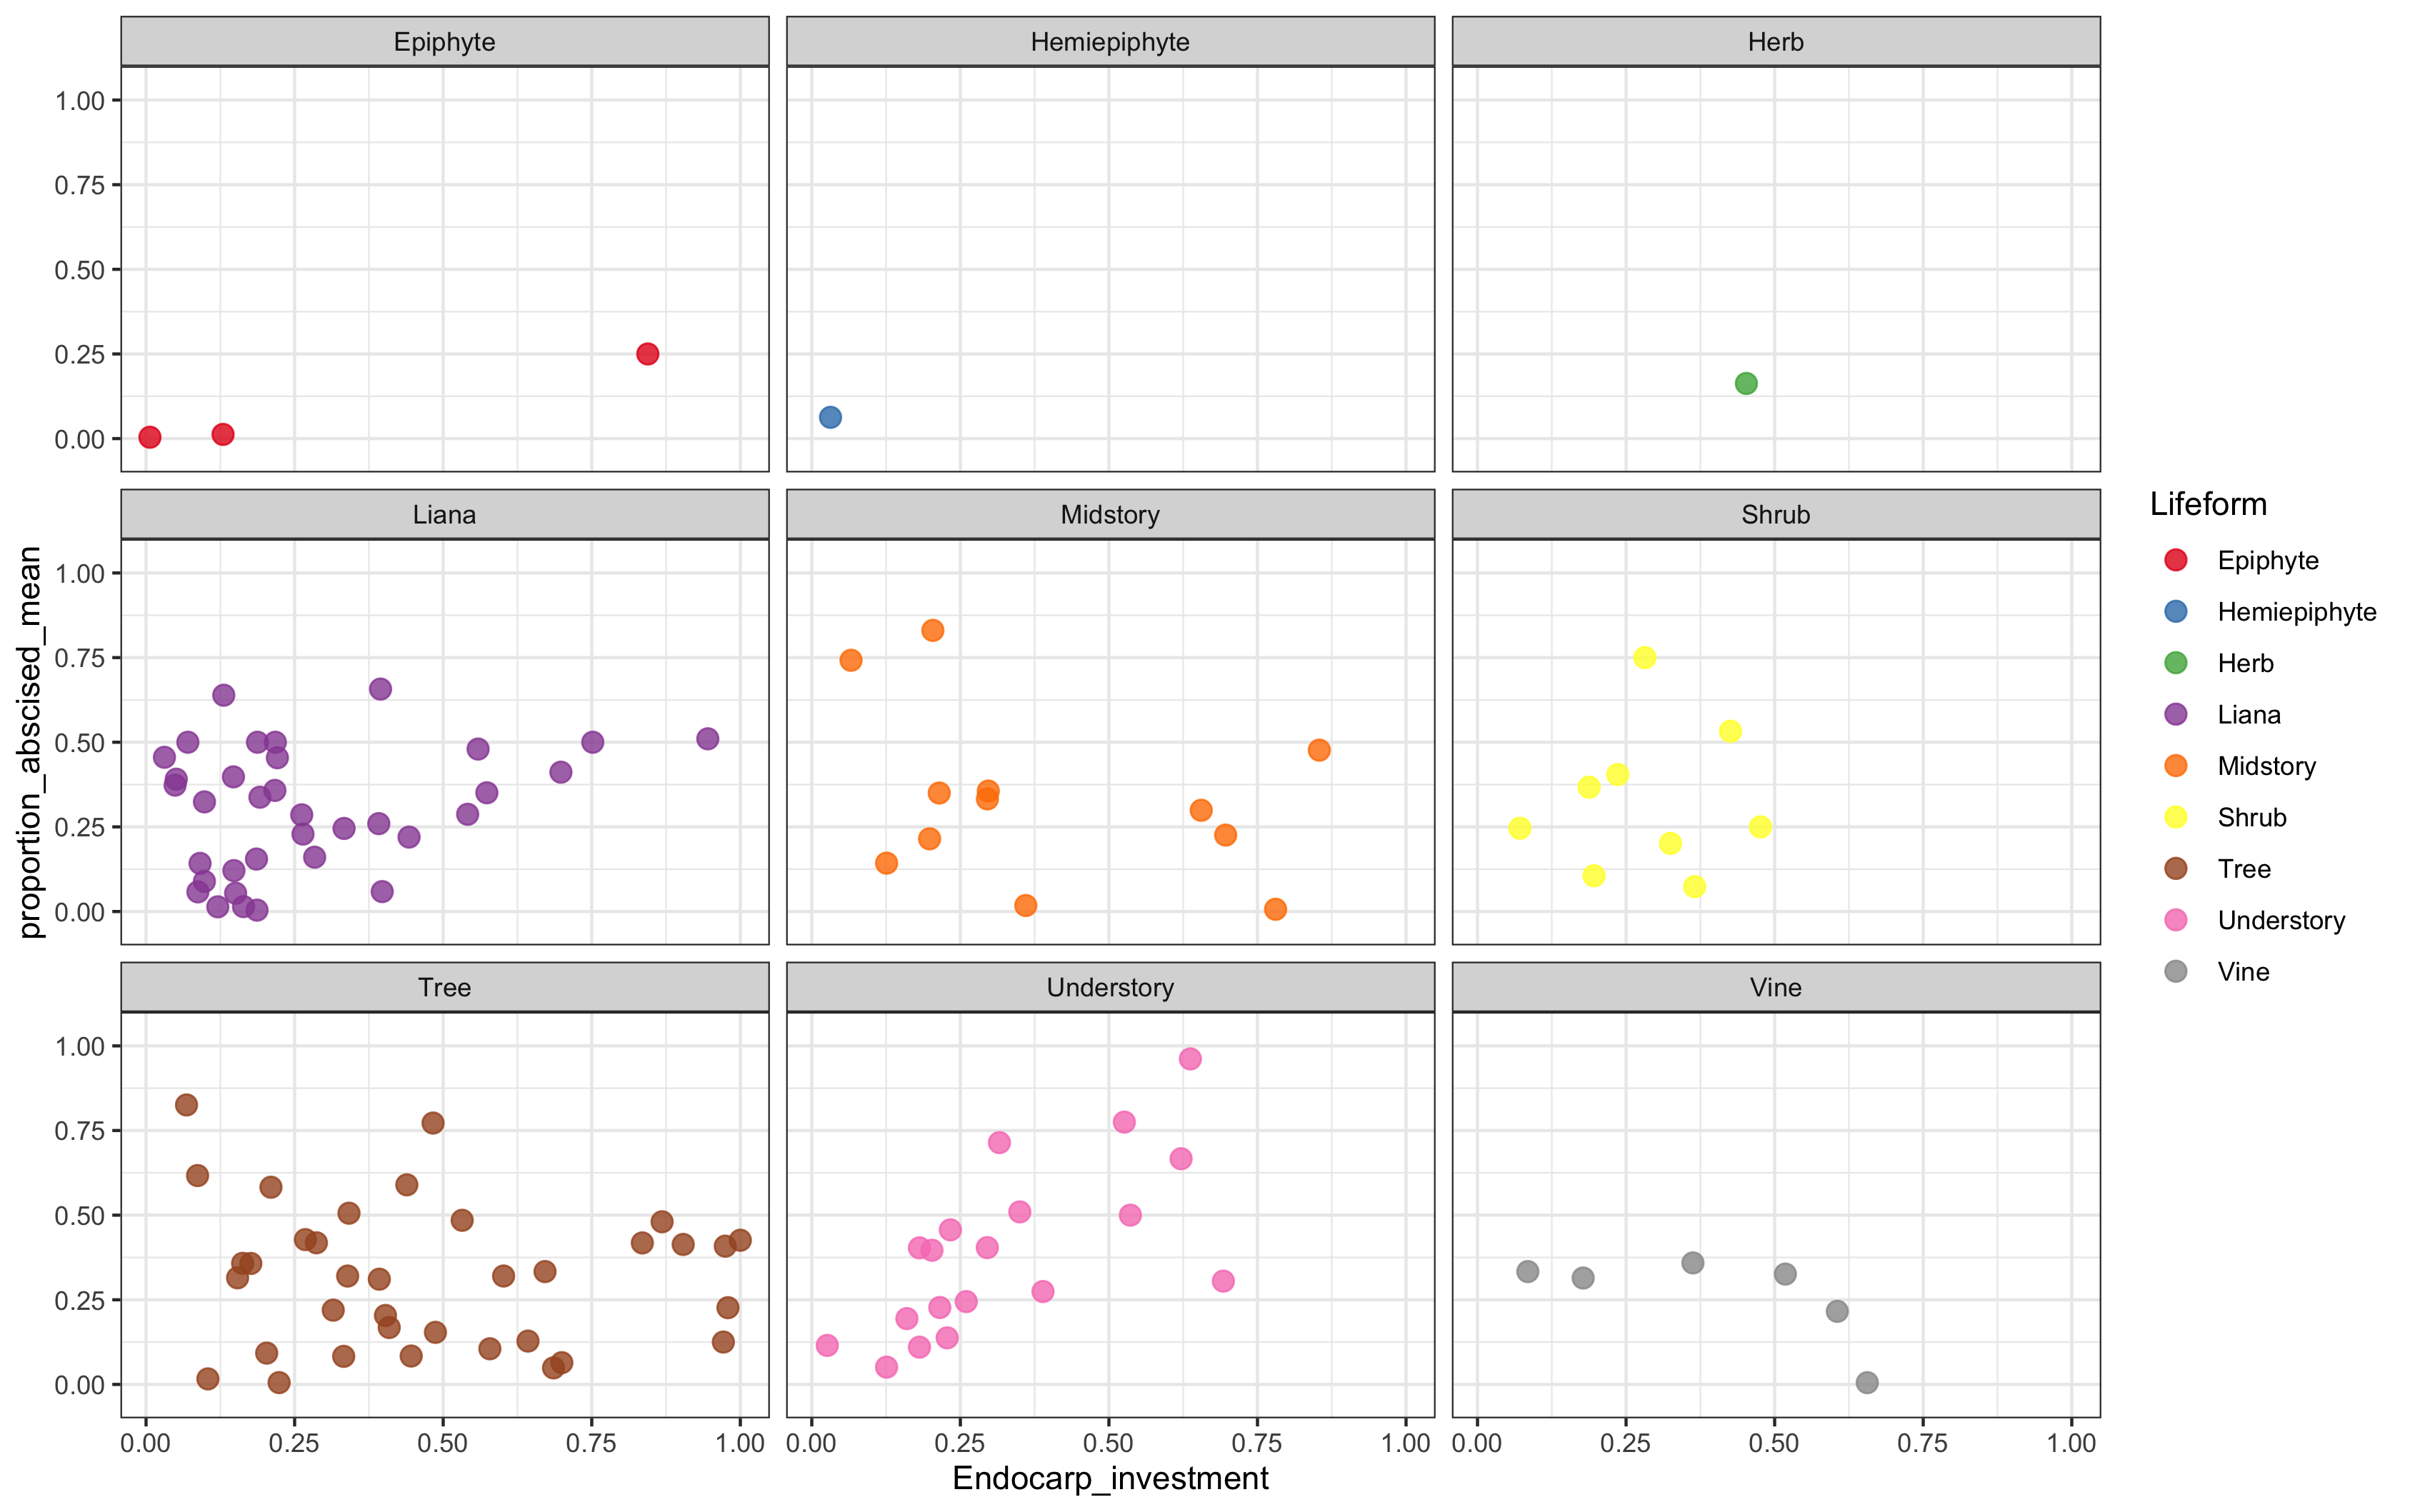 Epiphyte Hemiepiphyte Herb
1.00
0.75
0.50
0.25
0.00
Liana Midstory Shrub
1.00
0.75
0.50
0.25
0.00
Tree Understory Vine
1.00
0.75
0.50
0.25
0.00
0.00 0.25 0.50 0.75 1.00 0.00 0.25 0.50 0.75 1.00 0.00 0.25 0.50 0.75 1.00
Endocarp_investment
proportion_abscised_mean
Lifeform
Epiphyte
Hemiepiphyte
Herb
Liana
Midstory
Shrub
Tree
Understory
Vine